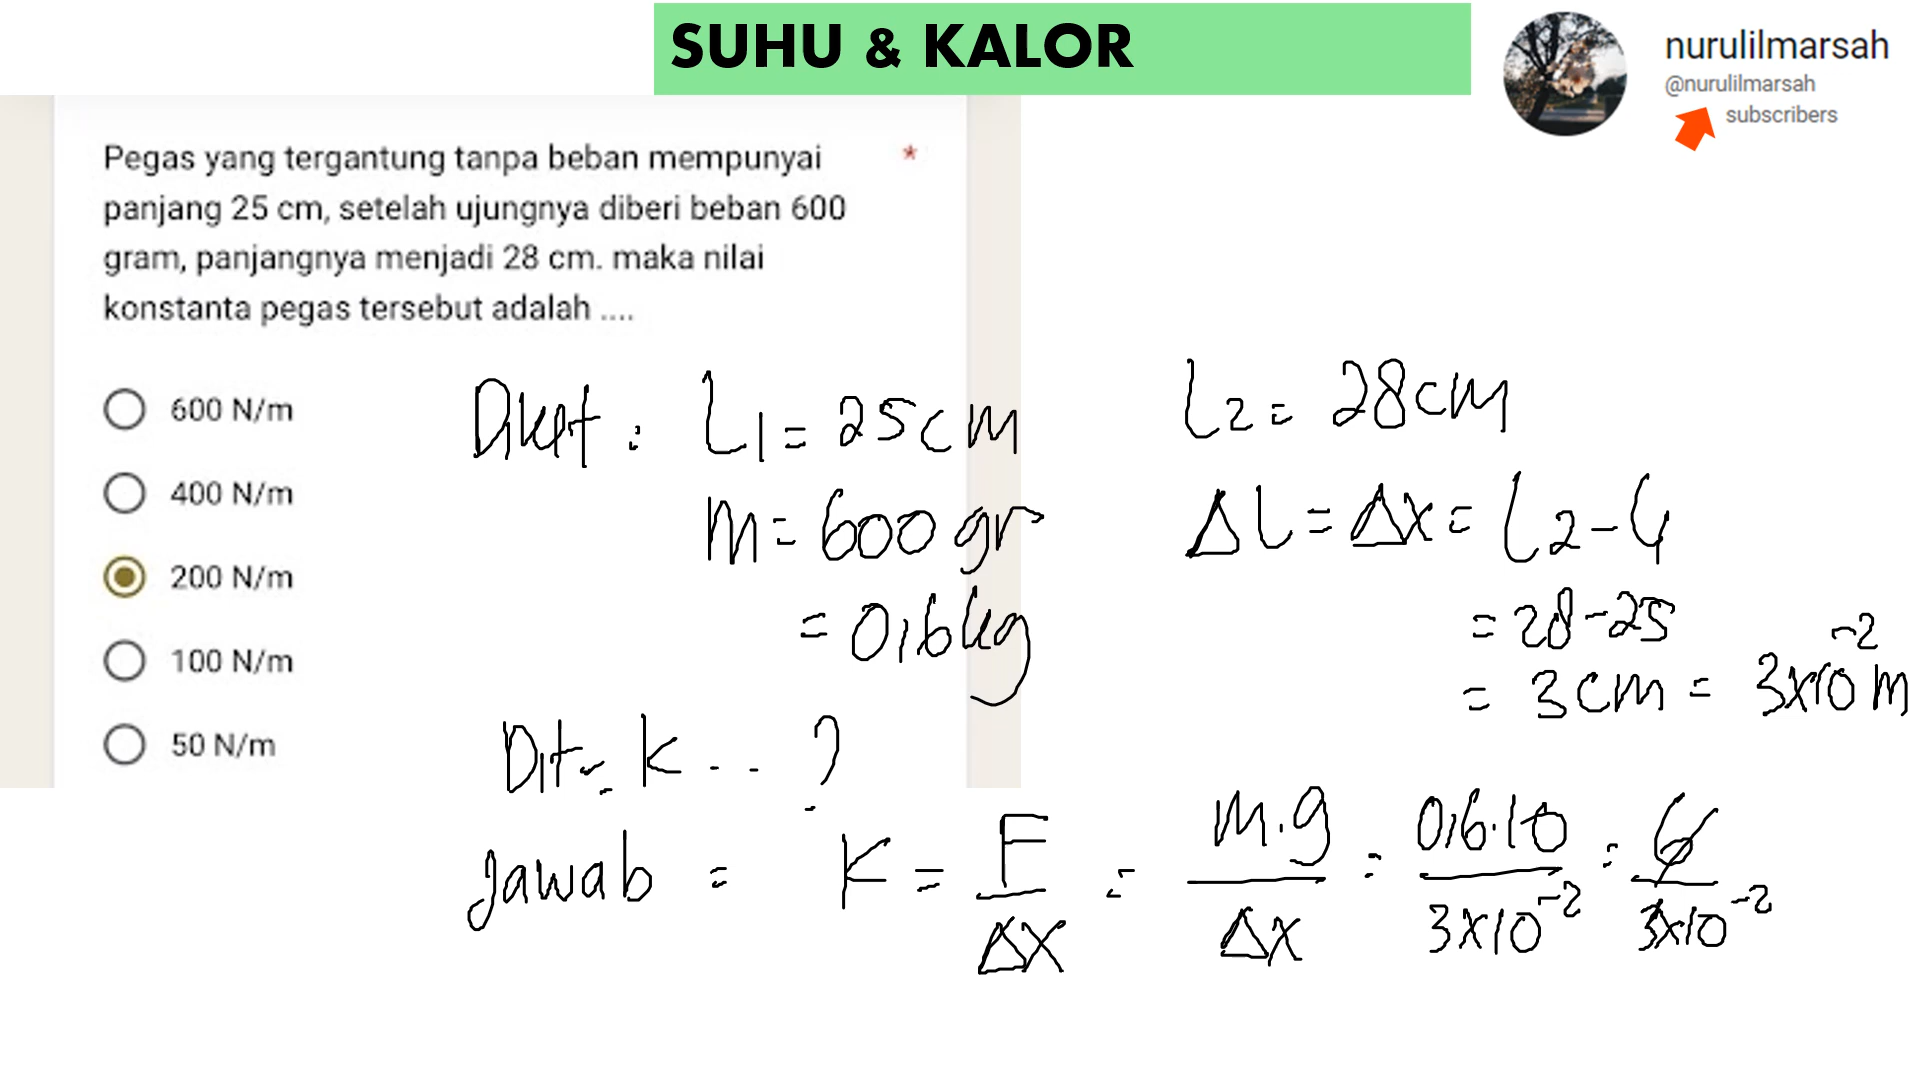 SUHU & KALOR
nurulilmarsah
@nurulilmarsah
subscribers
Pegas yang tergantung tanpa beban mempunyai *
panjang 25 cm, setelah ujungnya diberi beban 600
gram, panjangnya menjadi 28 cm. maka nilai
konstanta pegas tersebut adalah ....
600 N/m
400 N/m
200 N/m
100 N/m
50 N/m
Diket : L1 = 25 cm
m = 600 gr
= 0,6 kg
L2 = 28 cm
ΔL = Δx = L2 - L1
= 28 - 25
= 3 cm = 3x10^-2 m
Dit = K . . ?
Jawab = K = F/Δx = m.g/Δx = 0,6.10/3x10^-2 = 6/3x10^-2